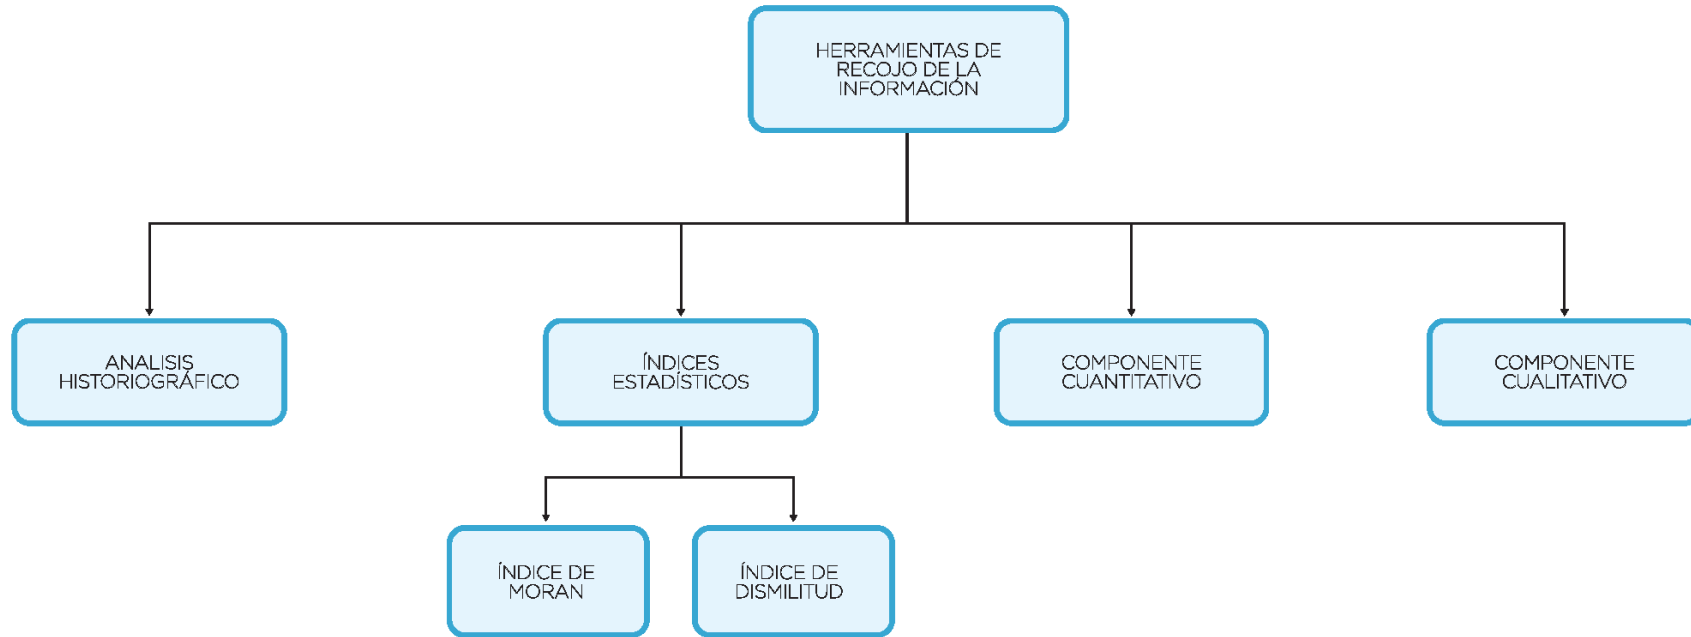 HERRAMIENTAS DE
RECOJO DE LA
INFORMACIÓN
ANALISIS
HISTORIOGRÁFICO
ÍNDICES
ESTADÍSTICOS
COMPONENTE
CUANTITATIVO
COMPONENTE
CUALITATIVO
ÍNDICE DE
MORAN
ÍNDICE DE
DISMILITUD